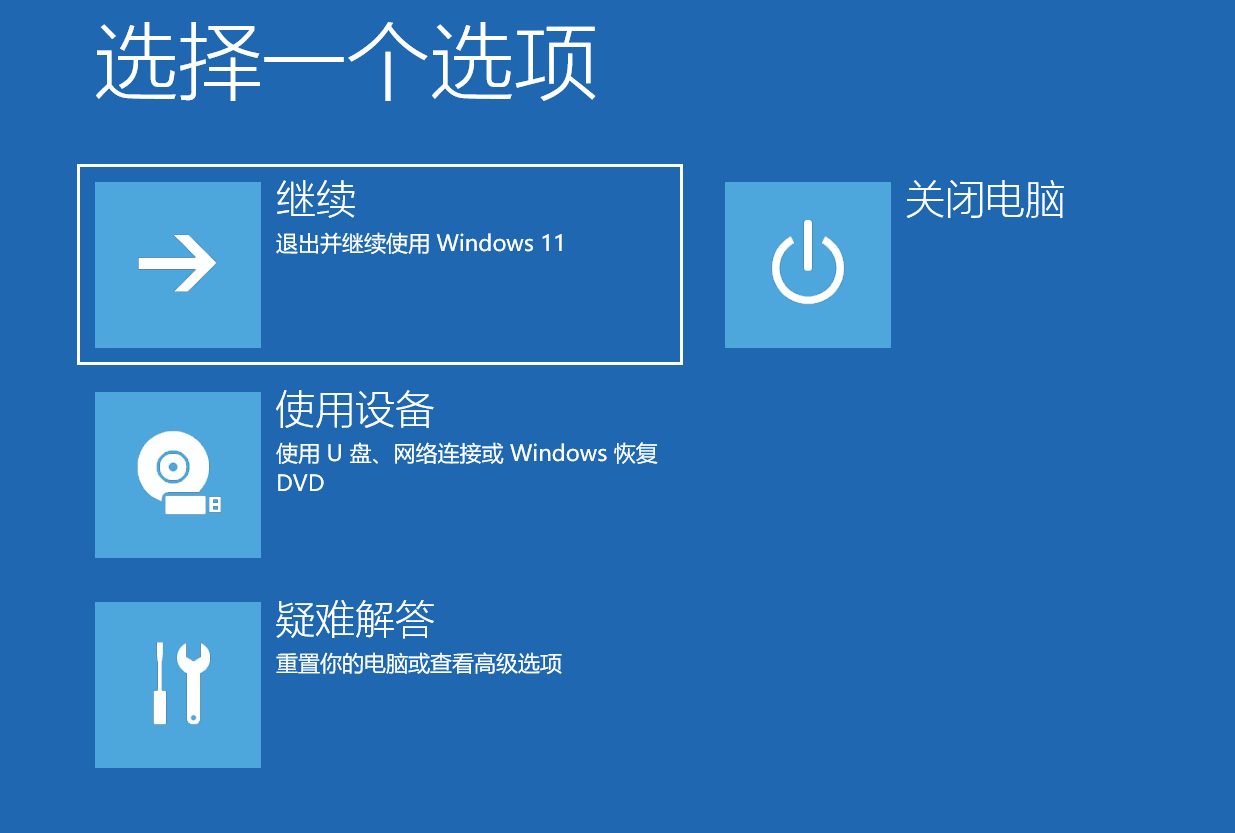 选择一个选项
继续
退出并继续使用 Windows 11
关闭电脑
使用设备
使用 U 盘、网络连接或 Windows 恢复
DVD
疑难解答
重置你的电脑或查看高级选项